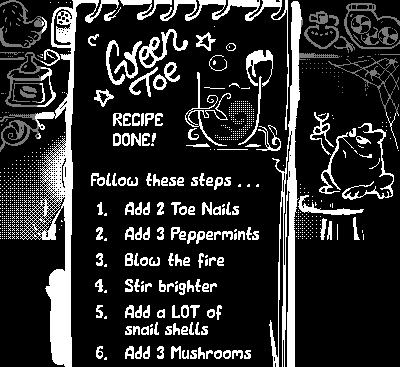 Green
Toe
RECIPE
DONE!
Follow these steps ...
1. Add 2 Toe Nails
2. Add 3 Peppermints
3. Blow the fire
4. Stir brighter
5. Add a LOT of
snail shells
6. Add 3 Mushrooms